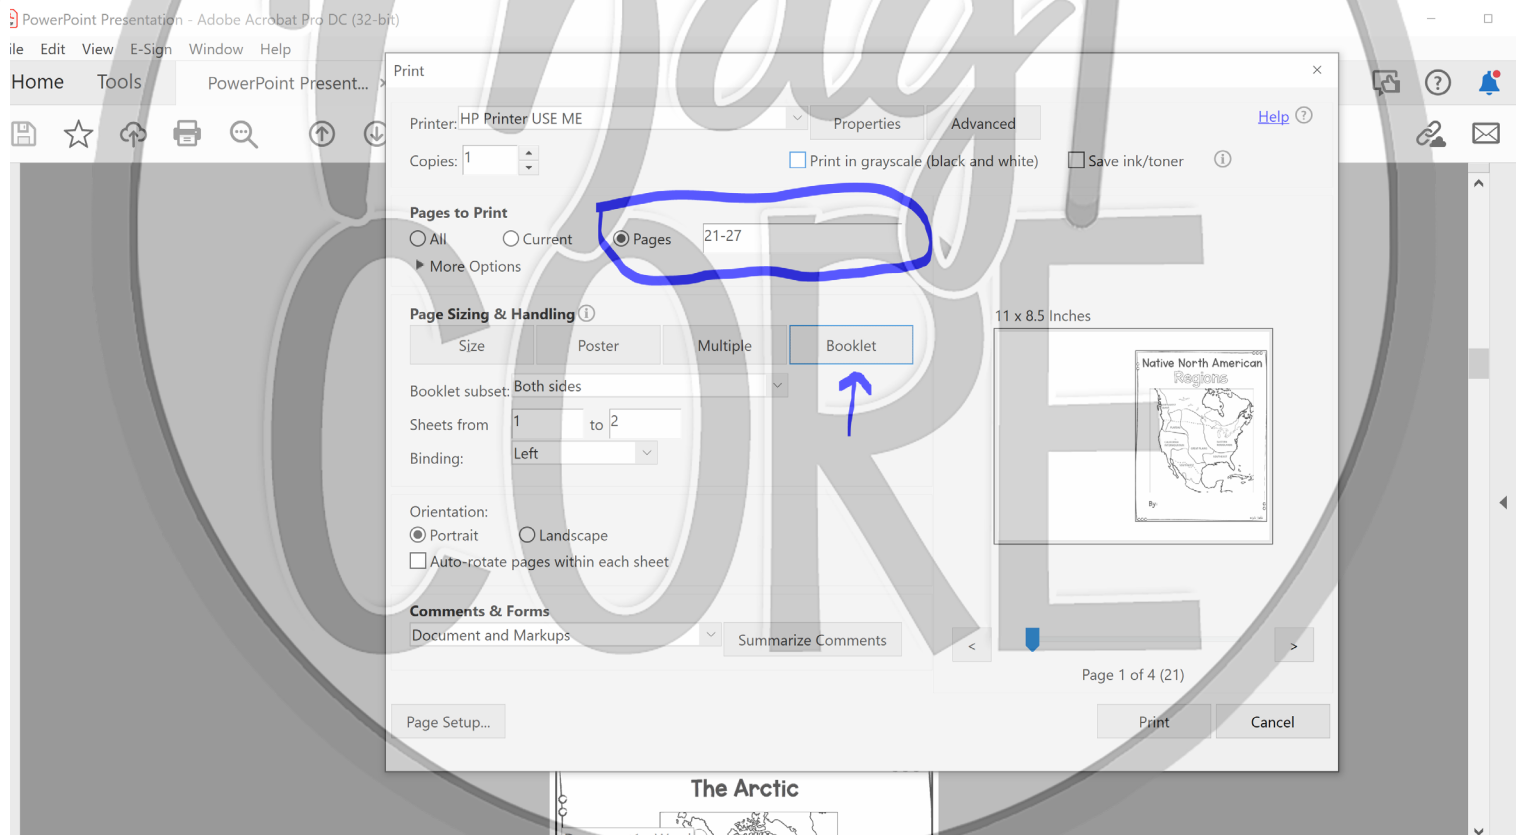 PowerPoint Presentation - Adobe Acrobat Pro DC (32-bit)
ile Edit View E-Sign Window Help
Home Tools PowerPoint Present... ×
Print
Printer: HP Printer USE ME Properties Advanced Help ?
Copies: 1 Print in grayscale (black and white) Save ink/toner
Pages to Print
All Current Pages 21-27
More Options
Page Sizing & Handling
11 x 8.5 Inches
Size Poster Multiple Booklet
Native North American
Regions
Booklet subset: Both sides
Sheets from 1 to 2
Binding: Left
By:
Orientation:
Portrait Landscape
Auto-rotate pages within each sheet
Comments & Forms
Document and Markups Summarize Comments
< >
Page 1 of 4 (21)
Page Setup... Print Cancel
The Arctic
CORE